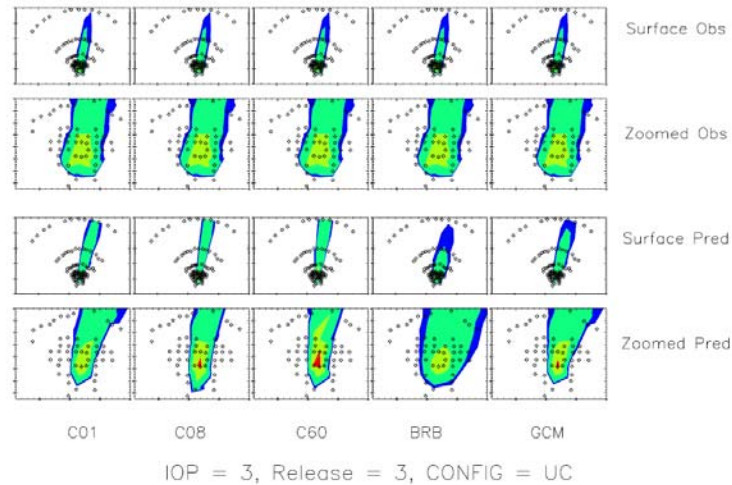 Surface Obs
Zoomed Obs
Surface Pred
Zoomed Pred
C01 C08 C60 BRB GCM
IOP = 3, Release = 3, CONFIG = UC